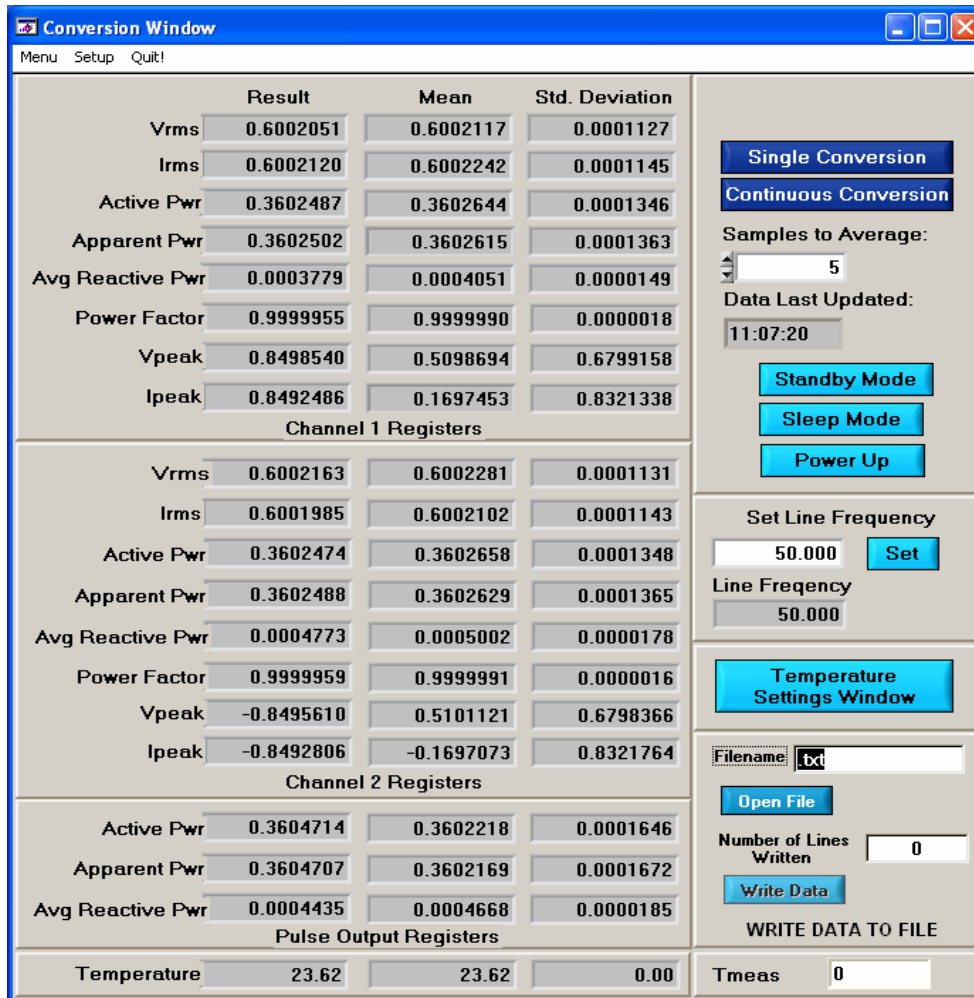 Conversion Window
Menu Setup Quit!
Result Mean Std. Deviation
Vrms 0.6002051 0.6002117 0.0001127
Irms 0.6002120 0.6002242 0.0001145
Active Pwr 0.3602487 0.3602644 0.0001346
Apparent Pwr 0.3602502 0.3602615 0.0001363
Avg Reactive Pwr 0.0003779 0.0004051 0.0000149
Power Factor 0.9999955 0.9999990 0.0000018
Vpeak 0.8498540 0.5098694 0.6799158
Ipeak 0.8492486 0.1697453 0.8321338
Channel 1 Registers
Vrms 0.6002163 0.6002281 0.0001131
Irms 0.6001985 0.6002102 0.0001143
Active Pwr 0.3602474 0.3602658 0.0001348
Apparent Pwr 0.3602488 0.3602629 0.0001365
Avg Reactive Pwr 0.0004773 0.0005002 0.0000178
Power Factor 0.9999959 0.9999991 0.0000016
Vpeak -0.8495610 0.5101121 0.6798366
Ipeak -0.8492806 -0.1697073 0.8321764
Channel 2 Registers
Active Pwr 0.3604714 0.3602218 0.0001646
Apparent Pwr 0.3604707 0.3602169 0.0001672
Avg Reactive Pwr 0.0004435 0.0004668 0.0000185
Pulse Output Registers
Temperature 23.62 23.62 0.00
Single Conversion
Continuous Conversion
Samples to Average:
5
Data Last Updated:
11:07:20
Standby Mode
Sleep Mode
Power Up
Set Line Frequency
50.000 Set
Line Freqency
50.000
Temperature
Settings Window
Filename .txt
Open File
Number of Lines
Written 0
Write Data
WRITE DATA TO FILE
Tmeas 0